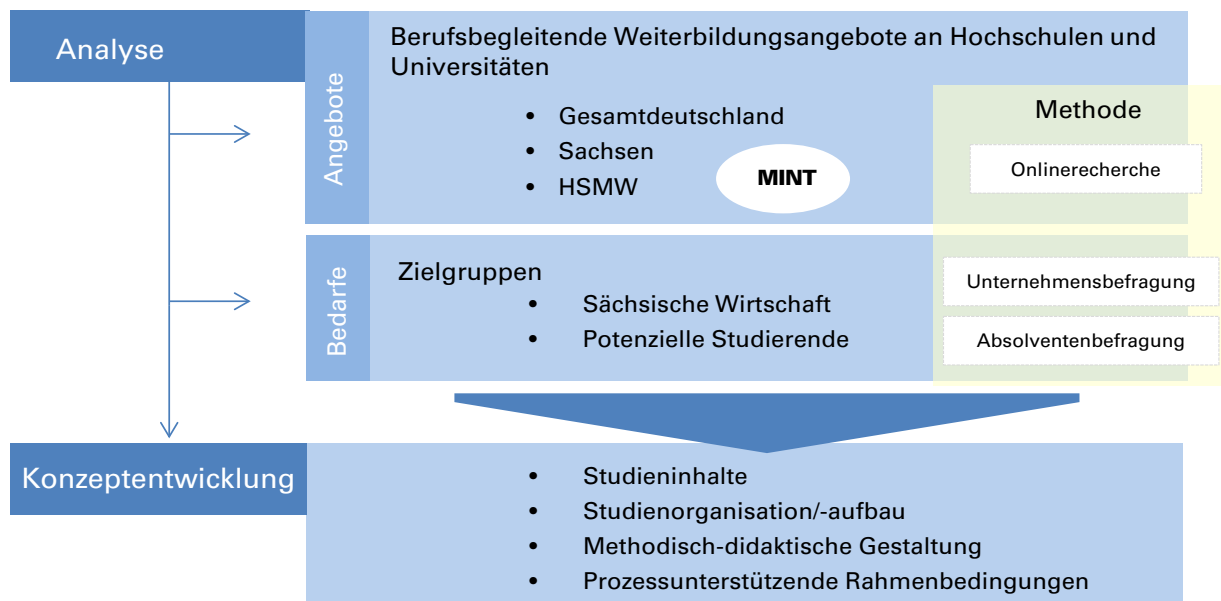 Analyse
Angebote
Berufsbegleitende Weiterbildungsangebote an Hochschulen und
Universitäten
• Gesamtdeutschland
• Sachsen
• HSMW
MINT
Methode
Onlinerecherche
Bedarfe
Zielgruppen
• Sächsische Wirtschaft
• Potenzielle Studierende
Unternehmensbefragung
Absolventenbefragung
Konzeptentwicklung
• Studieninhalte
• Studienorganisation/-aufbau
• Methodisch-didaktische Gestaltung
• Prozessunterstützende Rahmenbedingungen